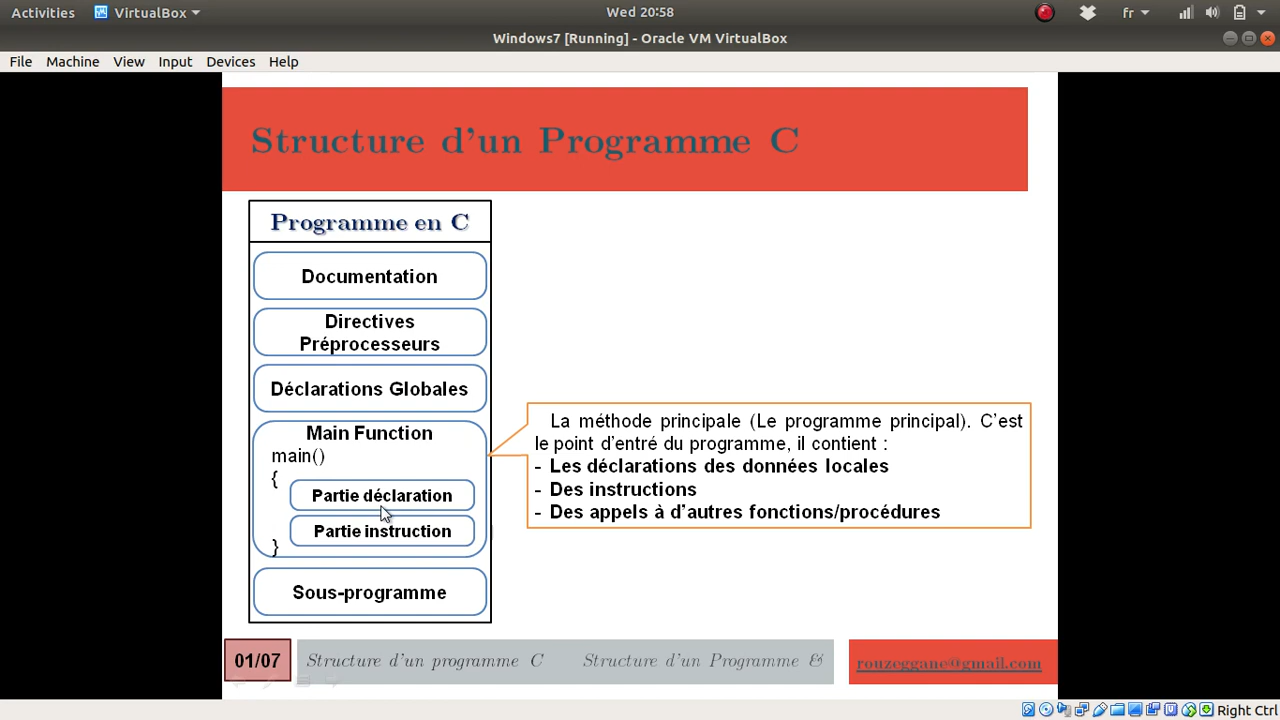 Activities VirtualBox Wed 20:58 fr
Windows7 [Running] - Oracle VM VirtualBox
File Machine View Input Devices Help
Structure d'un Programme C
Programme en C
Documentation
Directives
Préprocesseurs
Déclarations Globales
Main Function
main()
{
Partie déclaration
Partie instruction
}
Sous-programme
La méthode principale (Le programme principal). C'est
le point d'entré du programme, il contient :
- Les déclarations des données locales
- Des instructions
- Des appels à d'autres fonctions/procédures
01/07 Structure d'un programme C Structure d'un Programme & rouzeggane@gmail.com
Right Ctrl